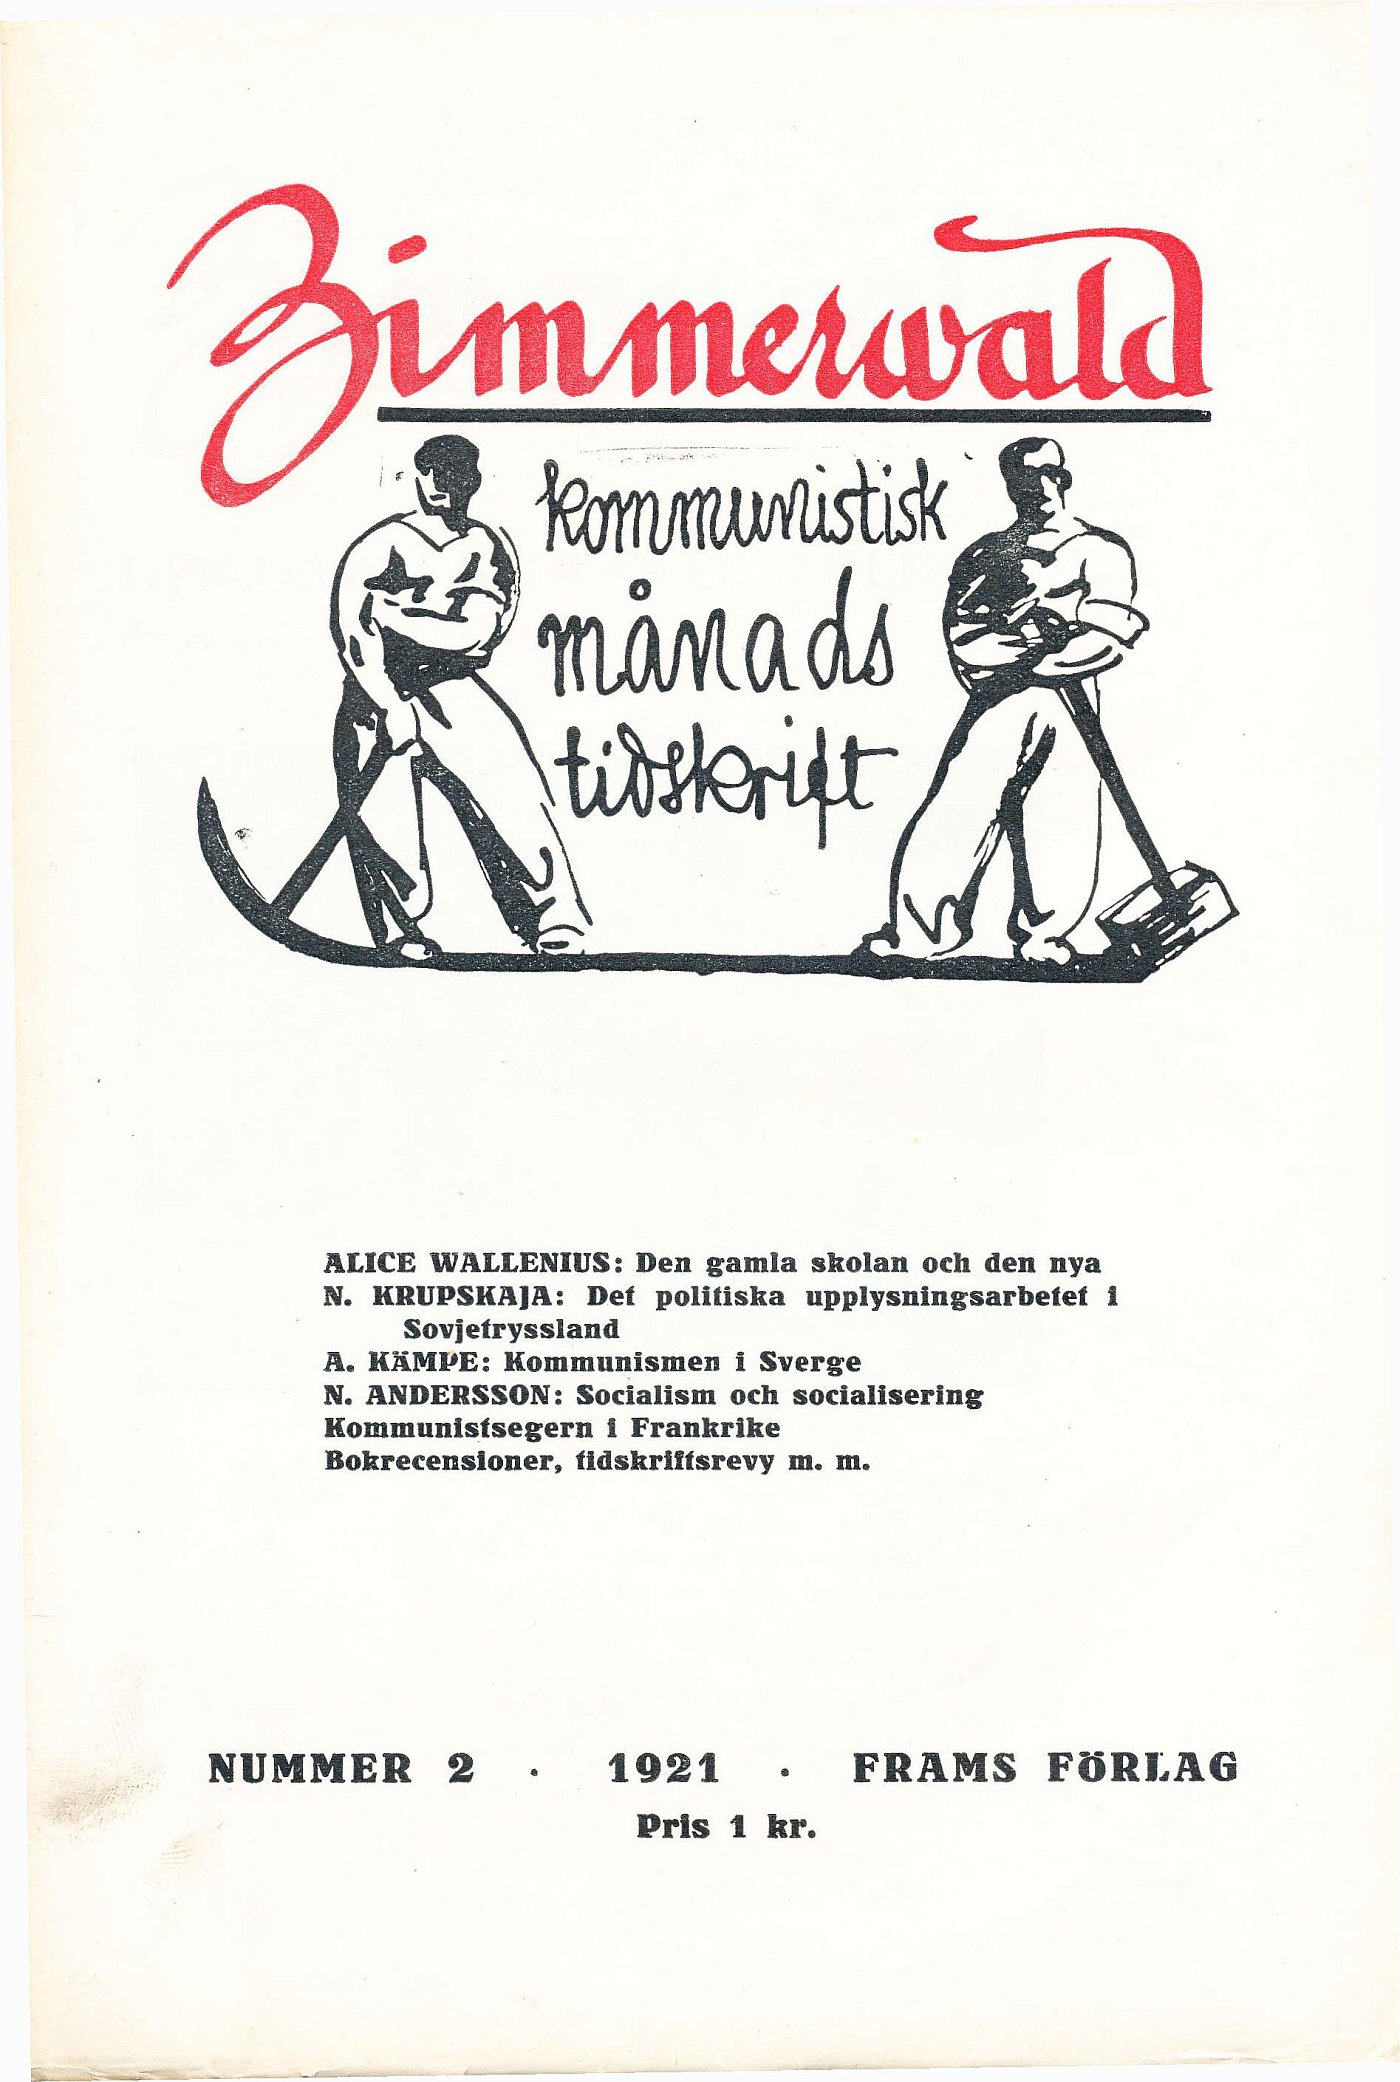 Zimmerwald
kommunistisk
månads
tidskrift
ALICE WALLENIUS: Den gamla skolan och den nya
N. KRUPSKAJA: Det politiska upplysningsarbetet i
Sovjetryssland
A. KÄMPE: Kommunismen i Sverge
N. ANDERSSON: Socialism och socialisering
Kommunistsegern i Frankrike
Bokrecensioner, tidskriftsrevy m. m.
NUMMER 2 · 1921 · FRAMS FÖRLAG
Pris 1 kr.